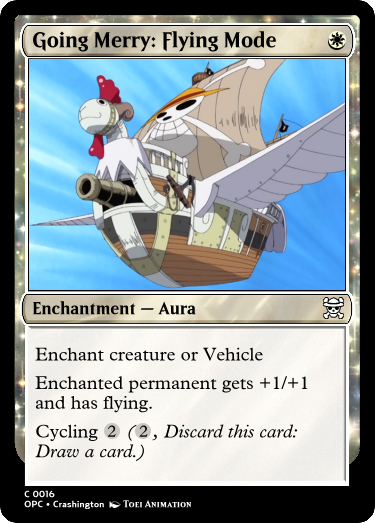 Going Merry: Flying Mode
Enchantment — Aura
Enchant creature or Vehicle
Enchanted permanent gets +1/+1
and has flying.
Cycling 2 (2, Discard this card:
Draw a card.)
C 0016
OPC • Crashington TOEI ANIMATION